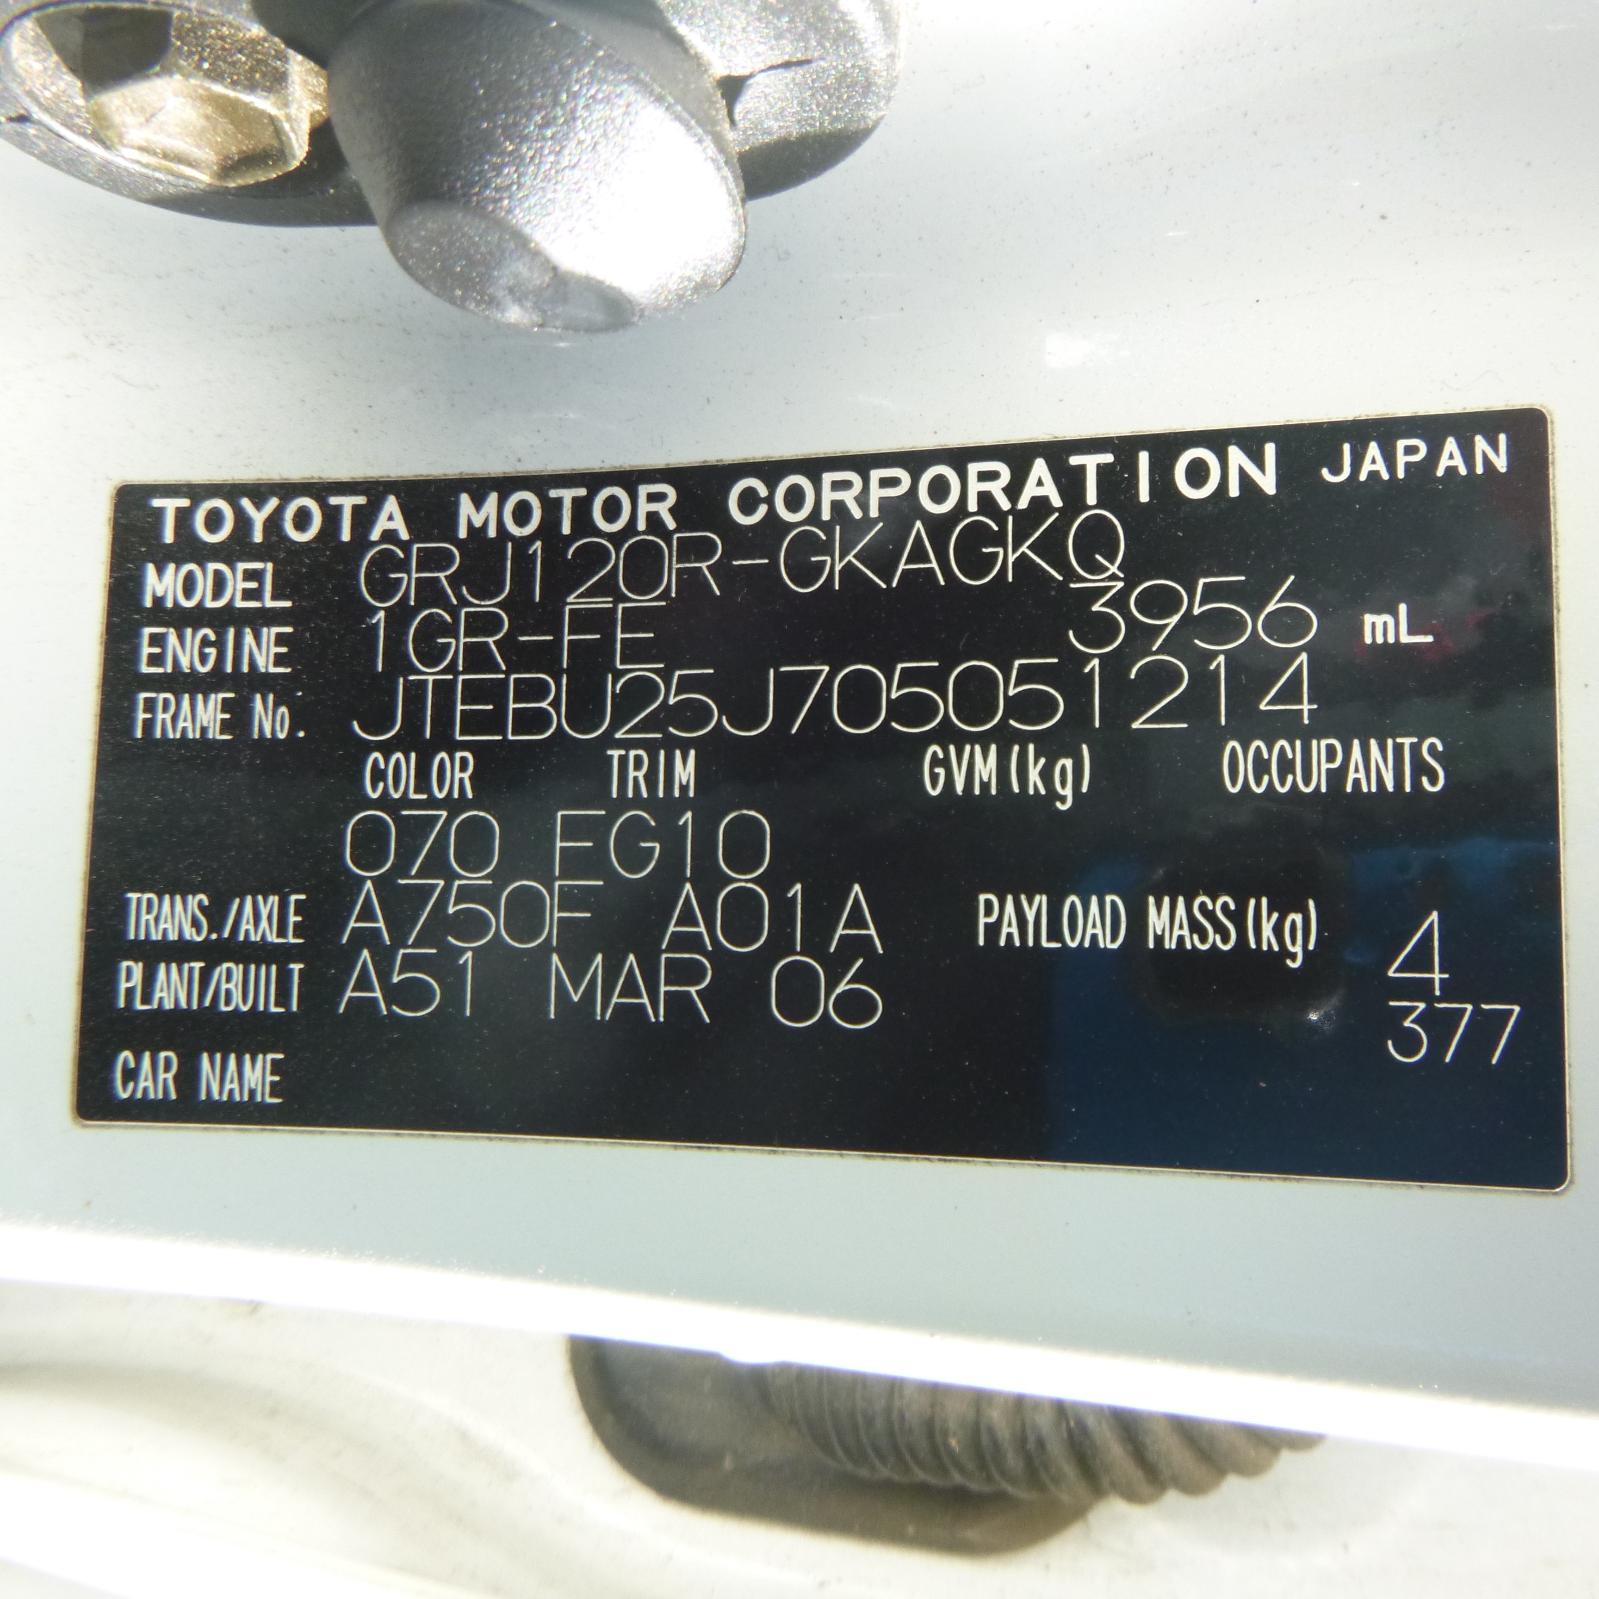 TOYOTA MOTOR CORPORATION JAPAN
MODEL GRJ120R-GKAGKQ
ENGINE 1GR-FE 3956 mL
FRAME No. JTEBU25J705051214
COLOR TRIM GVM(kg) OCCUPANTS
070 FG10
TRANS./AXLE A750F A01A PAYLOAD MASS(kg) 4
PLANT/BUILT A51 MAR 06 377
CAR NAME